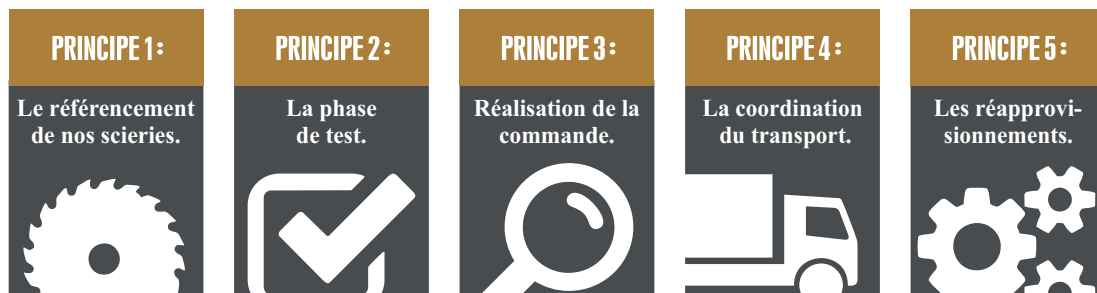 PRINCIPE 1 :
Le référencement
de nos scieries.
PRINCIPE 2 :
La phase
de test.
PRINCIPE 3 :
Réalisation de la
commande.
PRINCIPE 4 :
La coordination
du transport.
PRINCIPE 5 :
Les réapprovi-
sionnements.